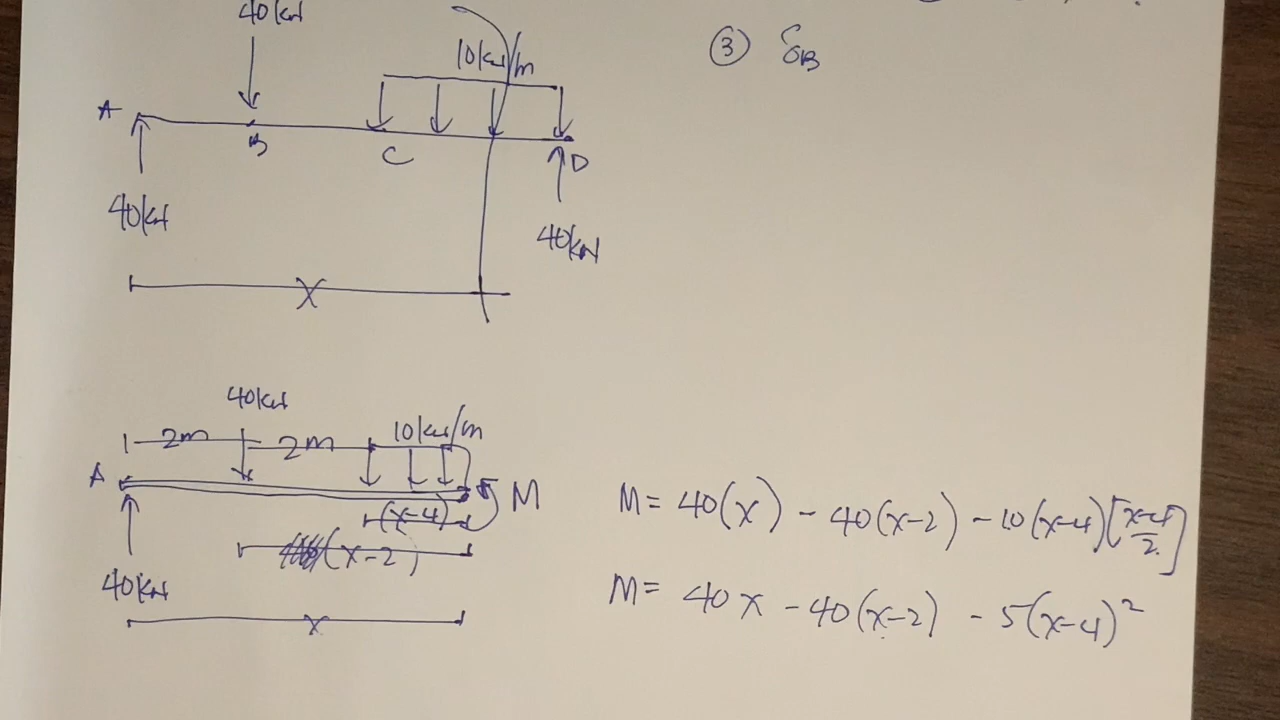 40kN
③ δB
10kN/m
A
B
C
D
40kN
40kN
x
40kN
2m
2m
10kN/m
A
M
(x-4)
(x-2)
40kN
x
M= 40(x) - 40(x-2) - 10(x-4)[x-4/2]
M= 40x - 40(x-2) - 5(x-4)²